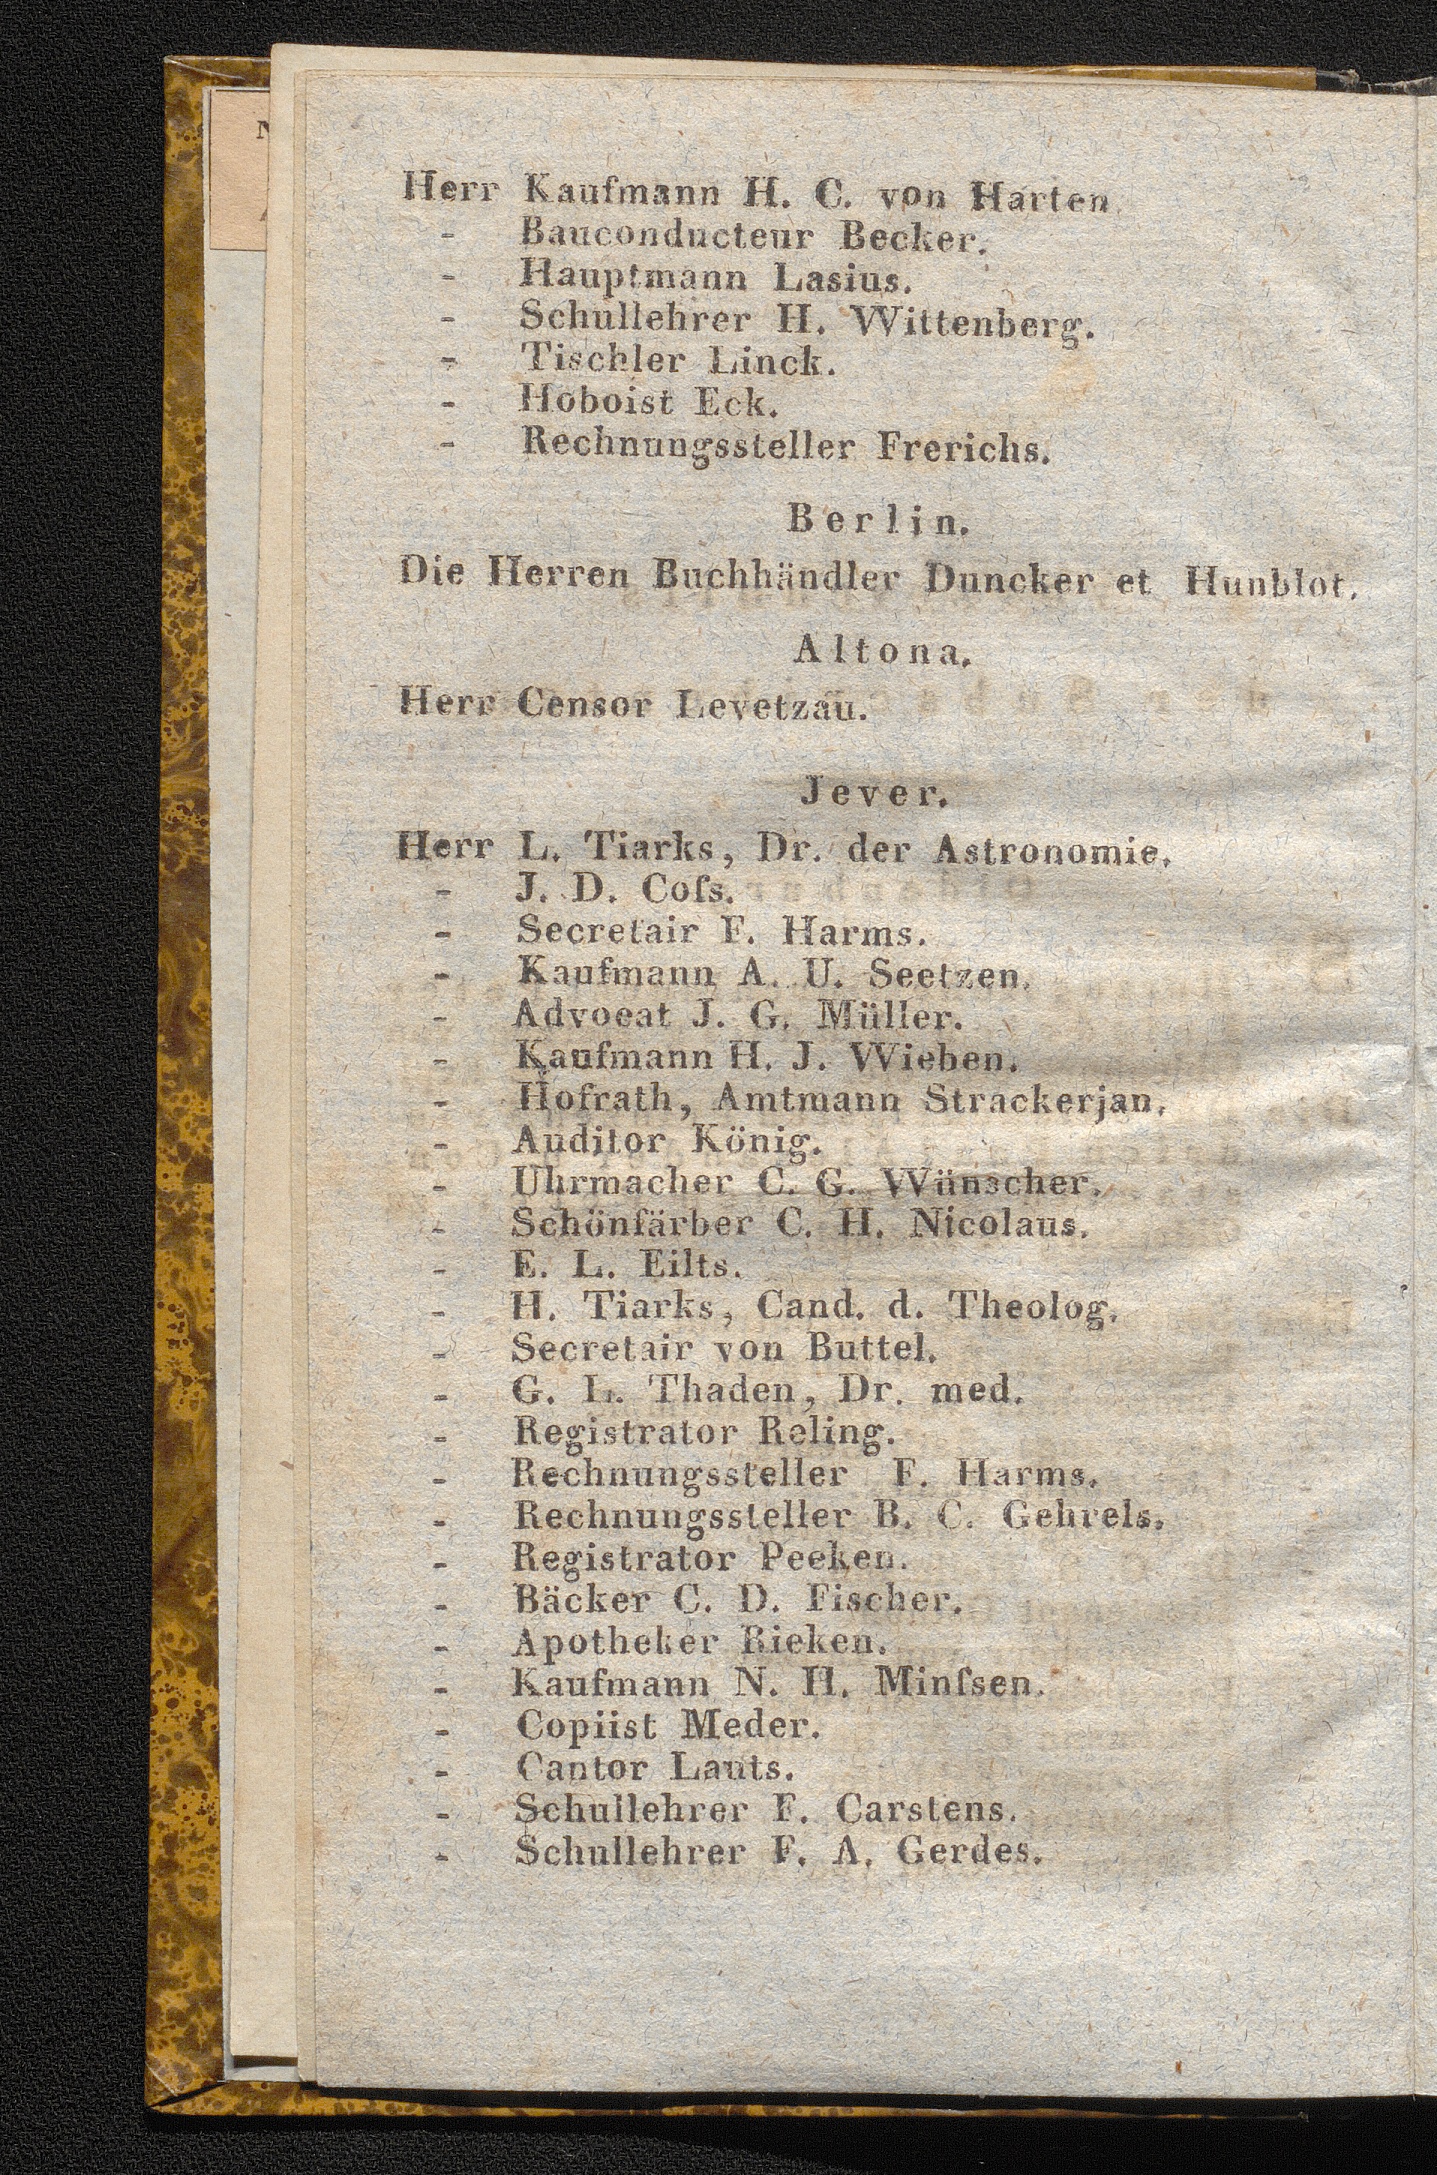 Herr Kaufmann H. C. von Harten.
- Bauconducteur Becker.
- Hauptmann Lasius.
- Schullehrer H. Wittenberg.
- Tischler Linck.
- Hoboist Eck.
- Rechnungssteller Frerichs.
Berlin.
Die Herren Buchhändler Duncker et Hunblot.
Altona.
Herr Censor Levetzau.
Jever.
Herr L. Tiarks, Dr. der Astronomie.
- J. D. Coſs.
- Secretair F. Harms.
- Kaufmann A. U. Seetzen.
- Advoeat J. G. Müller.
- Kaufmann H. J. Wieben.
- Hofrath, Amtmann Strackerjan.
- Auditor König.
- Uhrmacher C. G. Wünscher.
- Schönfärber C. H. Nicolaus.
- E. L. Eilts.
- H. Tiarks, Cand. d. Theolog.
- Secretair von Buttel.
- G. L. Thaden, Dr. med.
- Registrator Reling.
- Rechnungssteller F. Harms.
- Rechnungssteller B. C. Gehrels.
- Registrator Peeken.
- Bäcker C. D. Fischer.
- Apotheker Rieken.
- Kaufmann N. H. Minſsen.
- Copiist Meder.
- Cantor Lauts.
- Schullehrer F. Carstens.
- Schullehrer F. A. Gerdes.